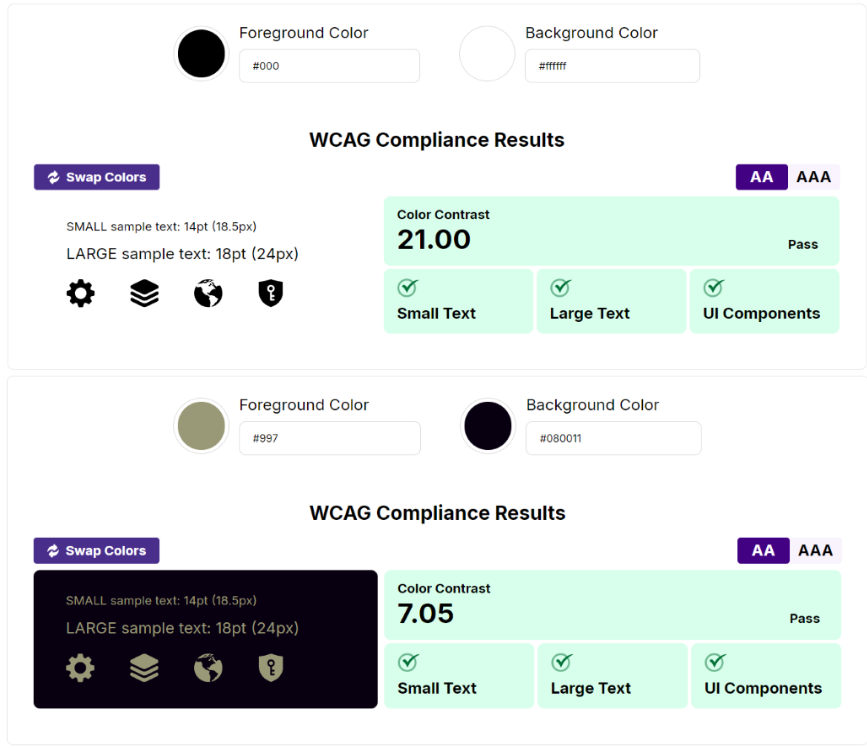 Foreground Color
Background Color
#000
#ffffff
WCAG Compliance Results
Swap Colors
AA AAA
SMALL sample text: 14pt (18.5px)
LARGE sample text: 18pt (24px)
Color Contrast
21.00
Pass
Small Text
Large Text
UI Components
Foreground Color
Background Color
#997
#080011
WCAG Compliance Results
Swap Colors
AA AAA
SMALL sample text: 14pt (18.5px)
LARGE sample text: 18pt (24px)
Color Contrast
7.05
Pass
Small Text
Large Text
UI Components